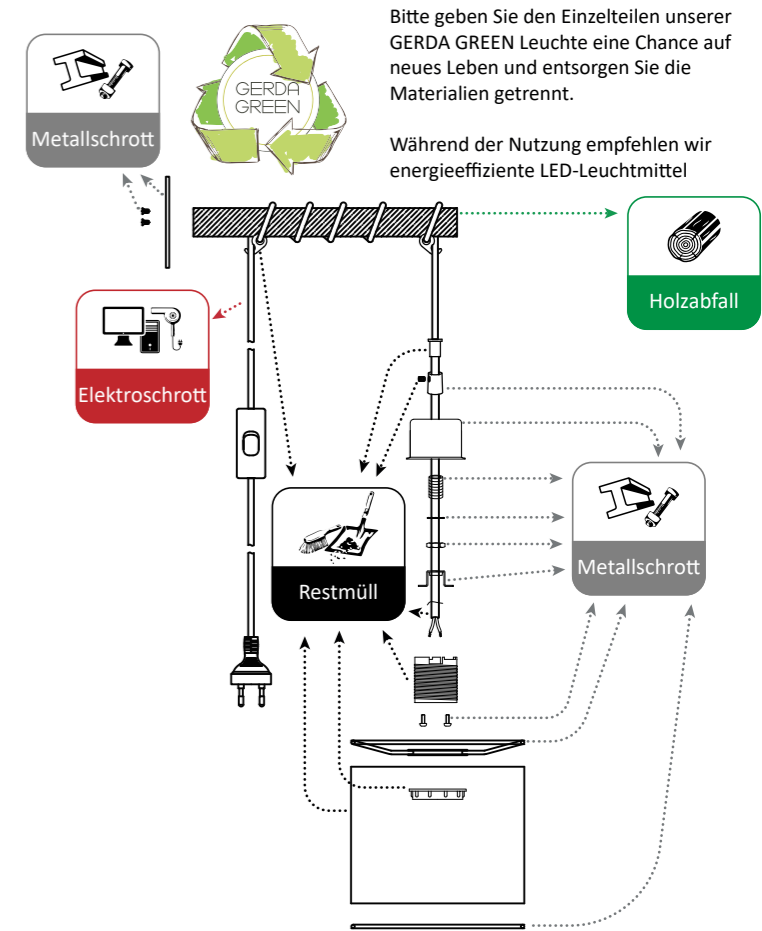 Bitte geben Sie den Einzelteilen unserer
GERDA GREEN Leuchte eine Chance auf
neues Leben und entsorgen Sie die
Materialien getrennt.
Während der Nutzung empfehlen wir
energieeffiziente LED-Leuchtmittel
GERDA
GREEN
Metallschrott
Holzabfall
Elektroschrott
Restmüll
Metallschrott